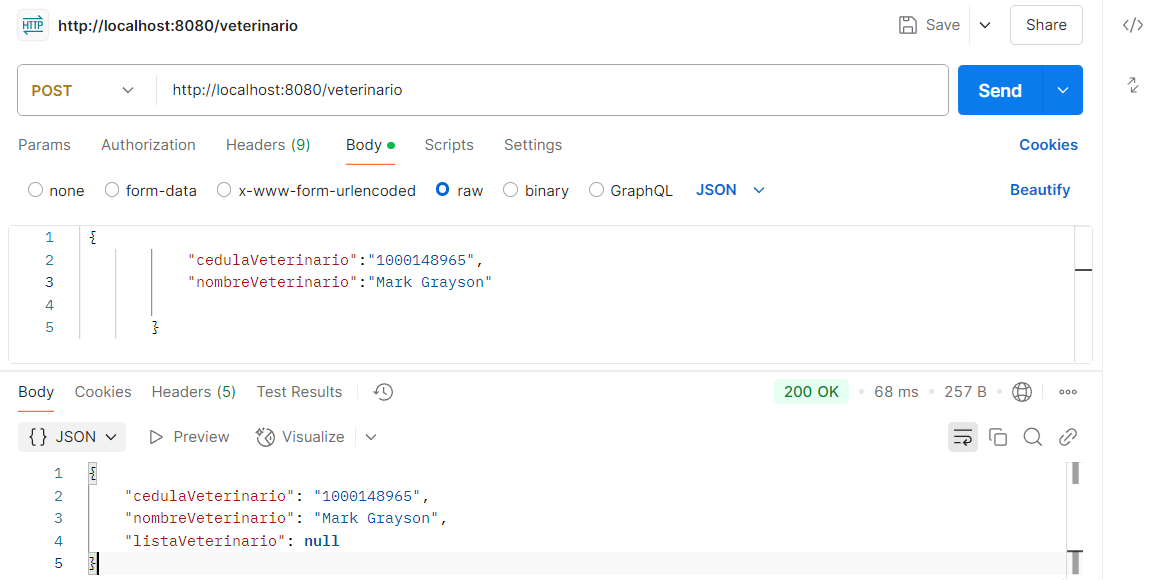 HTTP http://localhost:8080/veterinario Save Share </>
POST http://localhost:8080/veterinario Send
Params Authorization Headers (9) Body Scripts Settings Cookies
none form-data x-www-form-urlencoded raw binary GraphQL JSON Beautify
1 {
2 "cedulaVeterinario":"1000148965",
3 "nombreVeterinario":"Mark Grayson"
4
5 }
Body Cookies Headers (5) Test Results 200 OK 68 ms 257 B
{} JSON Preview Visualize
1 {
2 "cedulaVeterinario": "1000148965",
3 "nombreVeterinario": "Mark Grayson",
4 "listaVeterinario": null
5 }